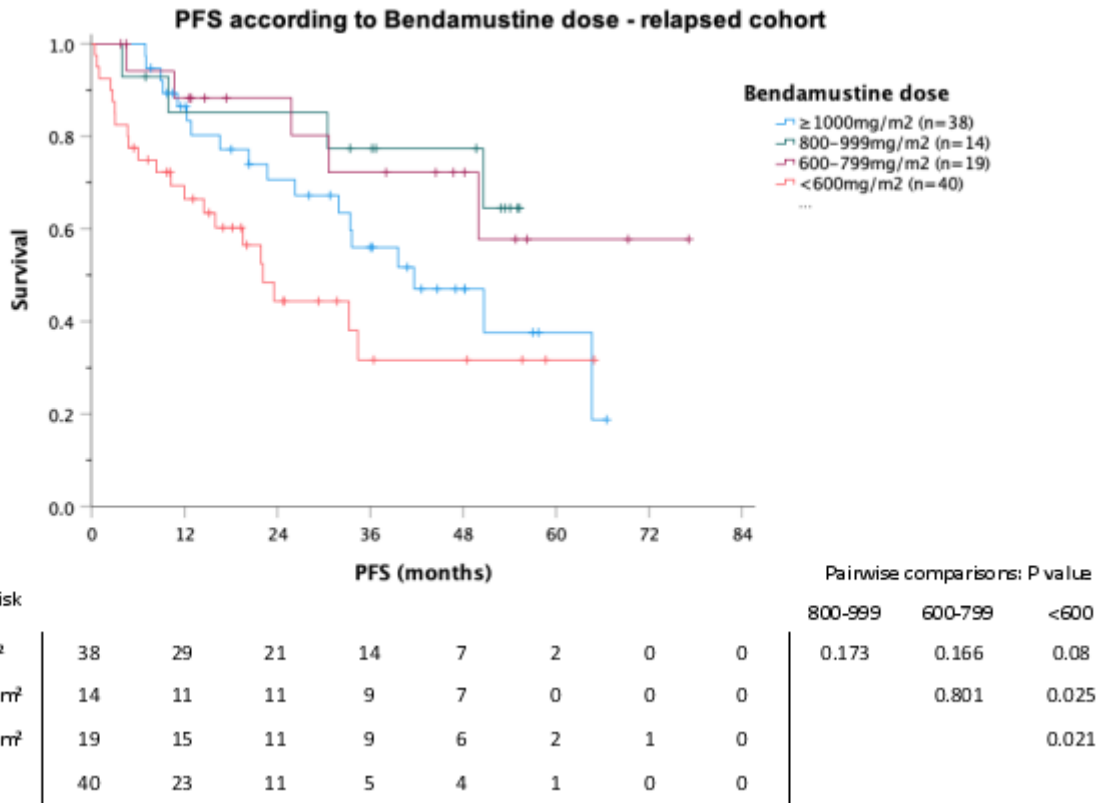 PFS according to Bendamustine dose - relapsed cohort
Bendamustine dose
≥1000mg/m2 (n=38)
800-999mg/m2 (n=14)
600-799mg/m2 (n=19)
<600mg/m2 (n=40)
...
Survival
1.0
0.8
0.6
0.4
0.2
0.0
0 12 24 36 48 60 72 84
PFS (months)
Pairwise comparisons: P value
isk
800-999 600-799 <600
² 38 29 21 14 7 2 0 0 0.173 0.166 0.08
m² 14 11 11 9 7 0 0 0 0.801 0.025
m² 19 15 11 9 6 2 1 0 0.021
40 23 11 5 4 1 0 0